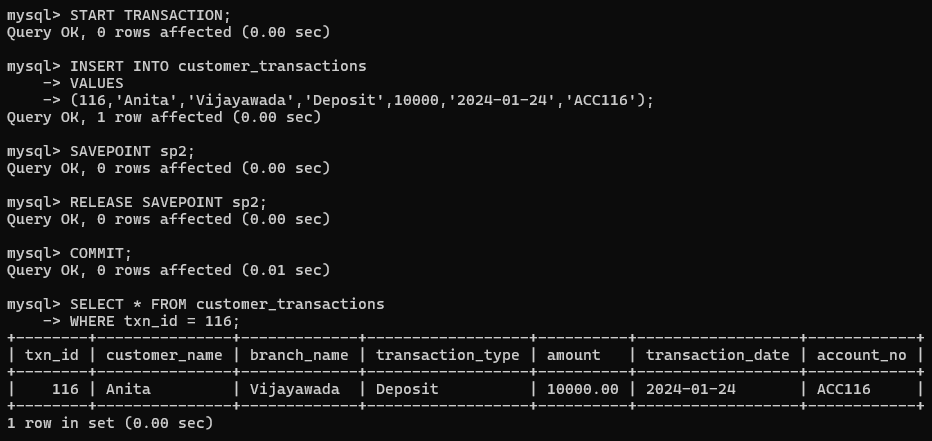 mysql> START TRANSACTION;
Query OK, 0 rows affected (0.00 sec)
mysql> INSERT INTO customer_transactions
    -> VALUES
    -> (116,'Anita','Vijayawada','Deposit',10000,'2024-01-24','ACC116');
Query OK, 1 row affected (0.00 sec)
mysql> SAVEPOINT sp2;
Query OK, 0 rows affected (0.00 sec)
mysql> RELEASE SAVEPOINT sp2;
Query OK, 0 rows affected (0.00 sec)
mysql> COMMIT;
Query OK, 0 rows affected (0.01 sec)
mysql> SELECT * FROM customer_transactions
    -> WHERE txn_id = 116;
+--------+---------------+-------------+------------------+----------+------------------+------------+
| txn_id | customer_name | branch_name | transaction_type | amount   | transaction_date | account_no |
+--------+---------------+-------------+------------------+----------+------------------+------------+
|    116 | Anita         | Vijayawada  | Deposit          | 10000.00 | 2024-01-24       | ACC116     |
+--------+---------------+-------------+------------------+----------+------------------+------------+
1 row in set (0.00 sec)